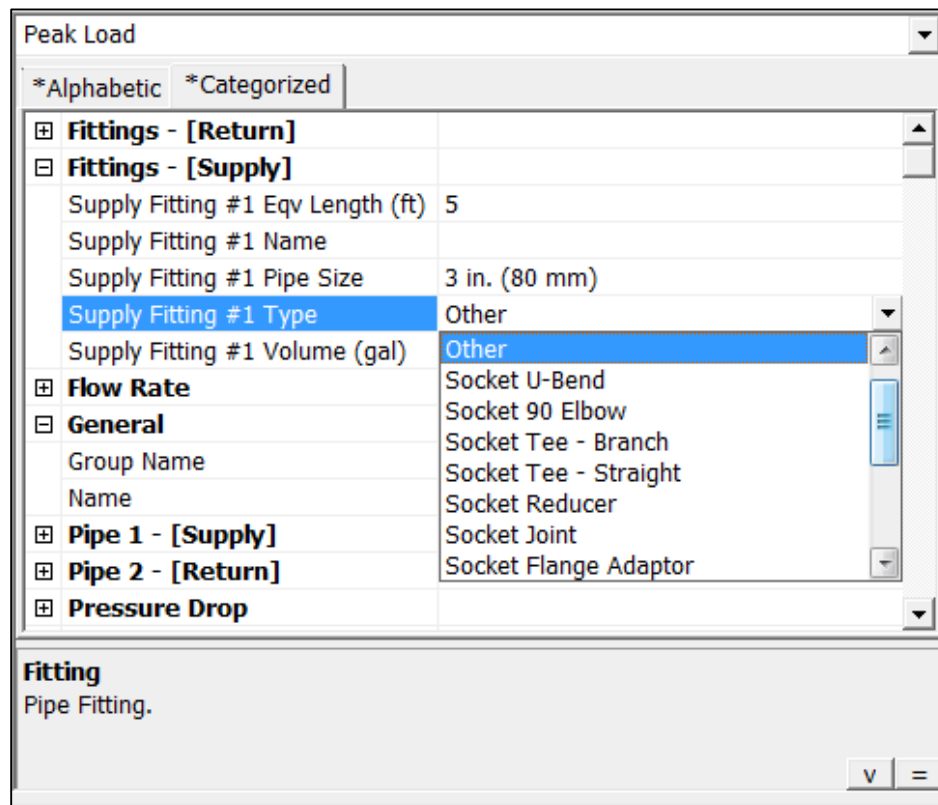 Peak Load
*Alphabetic *Categorized
Fittings - [Return]
Fittings - [Supply]
Supply Fitting #1 Eqv Length (ft) 5
Supply Fitting #1 Name
Supply Fitting #1 Pipe Size 3 in. (80 mm)
Supply Fitting #1 Type Other
Supply Fitting #1 Volume (gal) Other
Socket U-Bend
Flow Rate Socket 90 Elbow
General Socket Tee - Branch
Group Name Socket Tee - Straight
Name Socket Reducer
Pipe 1 - [Supply] Socket Joint
Pipe 2 - [Return] Socket Flange Adaptor
Pressure Drop
Fitting
Pipe Fitting.
v =